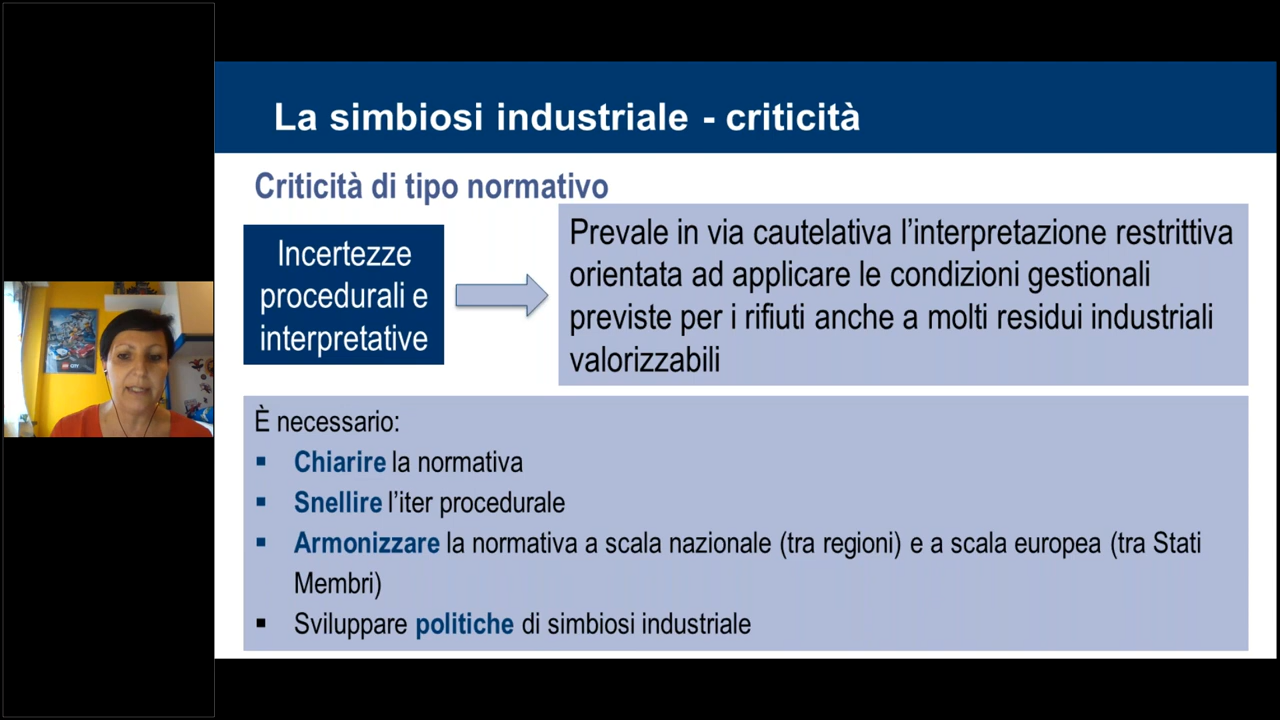 La simbiosi industriale - criticità
Criticità di tipo normativo
Incertezze
procedurali e
interpretative
Prevale in via cautelativa l’interpretazione restrittiva
orientata ad applicare le condizioni gestionali
previste per i rifiuti anche a molti residui industriali
valorizzabili
È necessario:
▪ Chiarire la normativa
▪ Snellire l’iter procedurale
▪ Armonizzare la normativa a scala nazionale (tra regioni) e a scala europea (tra Stati
Membri)
▪ Sviluppare politiche di simbiosi industriale